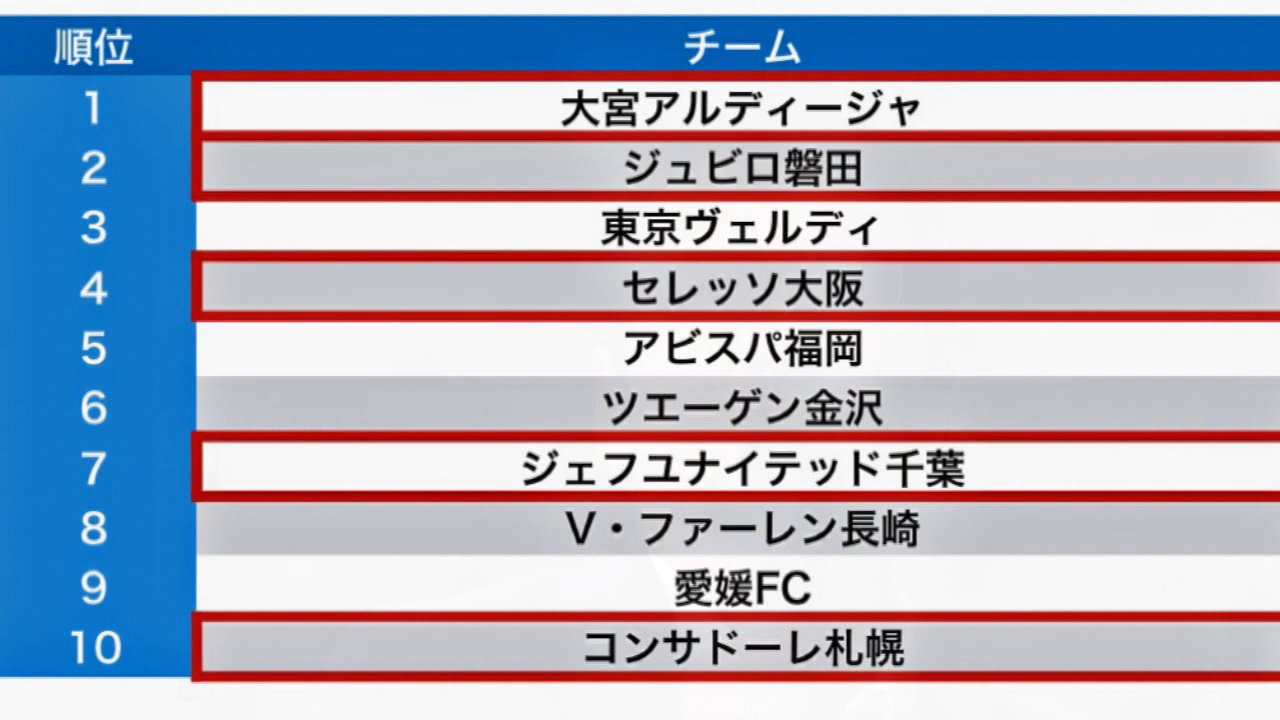 順位 チーム
1 大宮アルディージャ
2 ジュビロ磐田
3 東京ヴェルディ
4 セレッソ大阪
5 アビスパ福岡
6 ツエーゲン金沢
7 ジェフユナイテッド千葉
8 V・ファーレン長崎
9 愛媛FC
10 コンサドーレ札幌